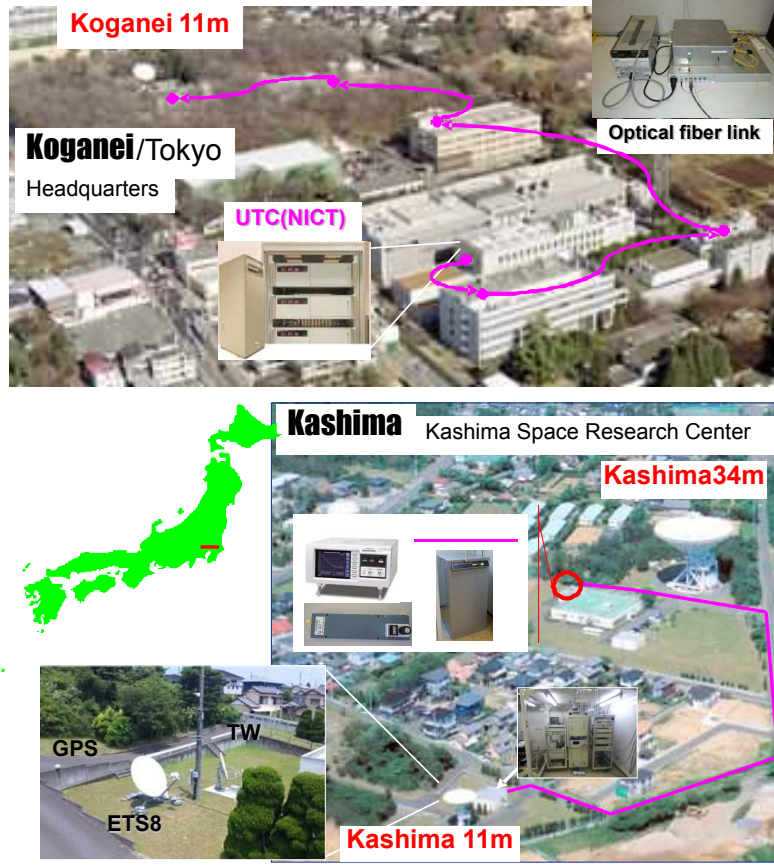 Koganei 11m
Optical fiber link
Koganei/Tokyo
Headquarters
UTC(NICT)
Kashima Kashima Space Research Center
Kashima34m
GPS
TW
ETS8
Kashima 11m